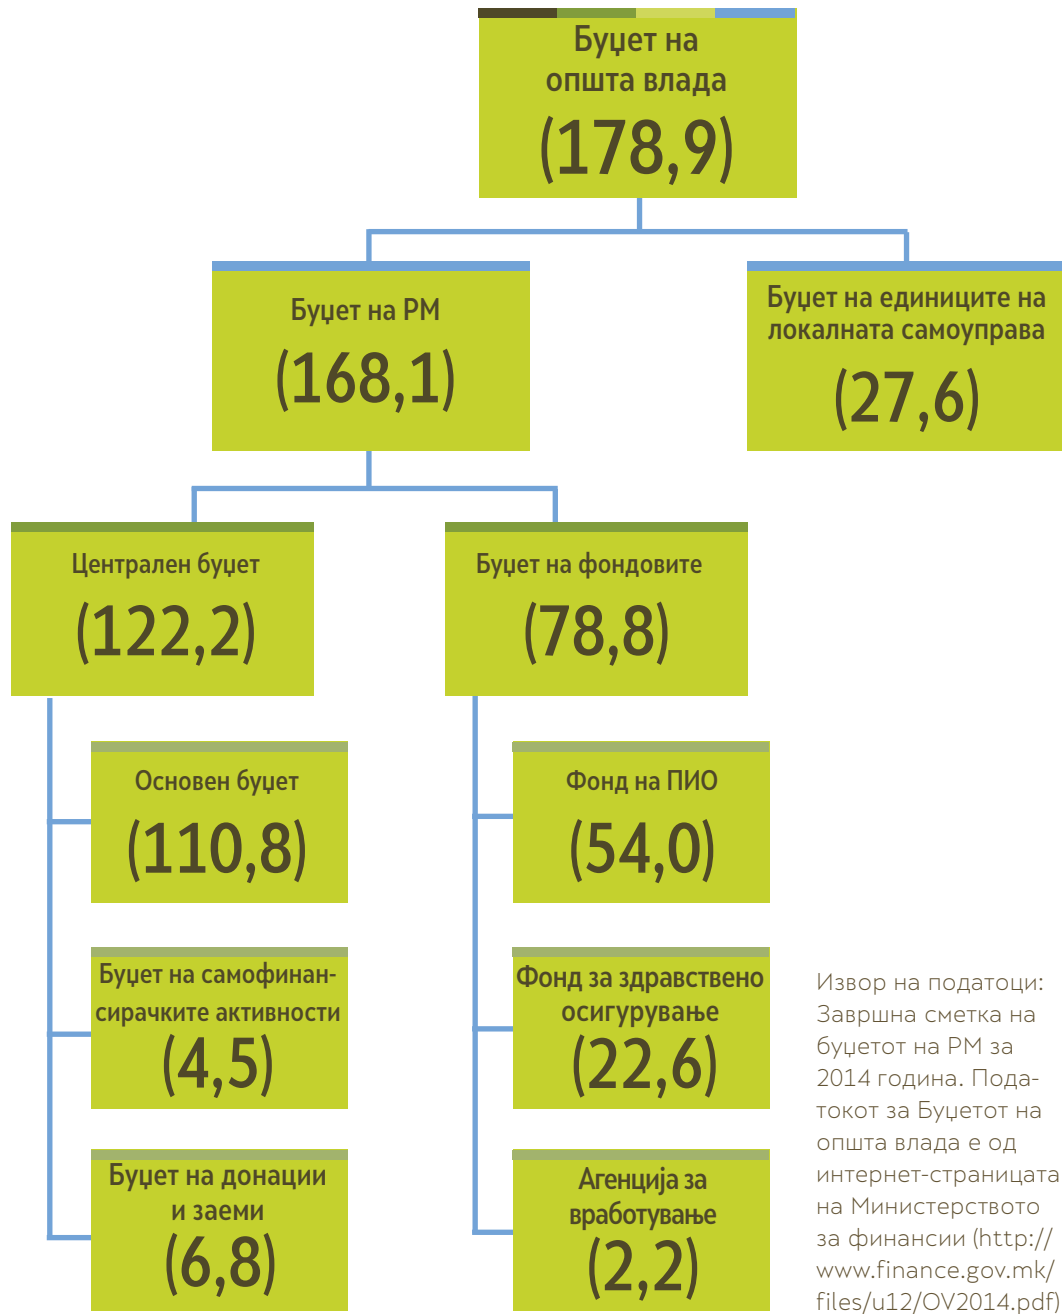 Буџет на
општа влада
(178,9)
Буџет на РМ
(168,1)
Буџет на единиците на
локалната самоуправа
(27,6)
Централен буџет
(122,2)
Буџет на фондовите
(78,8)
Основен буџет
(110,8)
Фонд на ПИО
(54,0)
Буџет на самофинан-
сирачките активности
(4,5)
Фонд за здравствено
осигурување
(22,6)
Буџет на донации
и заеми
(6,8)
Агенција за
вработување
(2,2)
Извор на податоци:
Завршна сметка на
буџетот на РМ за
2014 година. Пода-
токот за Буџетот на
општа влада е од
интернет-страницата
на Министерството
за финансии (http://
www.finance.gov.mk/
files/u12/OV2014.pdf)